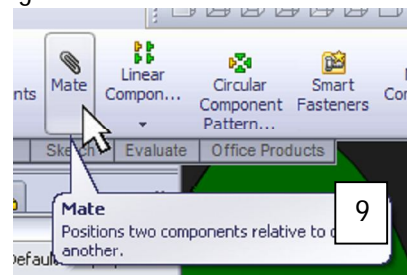 nts
Mate
Linear
Compon...
Circular
Component
Pattern...
Smart
Fasteners
Co
Sketch
Evaluate
Office Products
Mate
Positions two components relative to
another.
9
Defaul